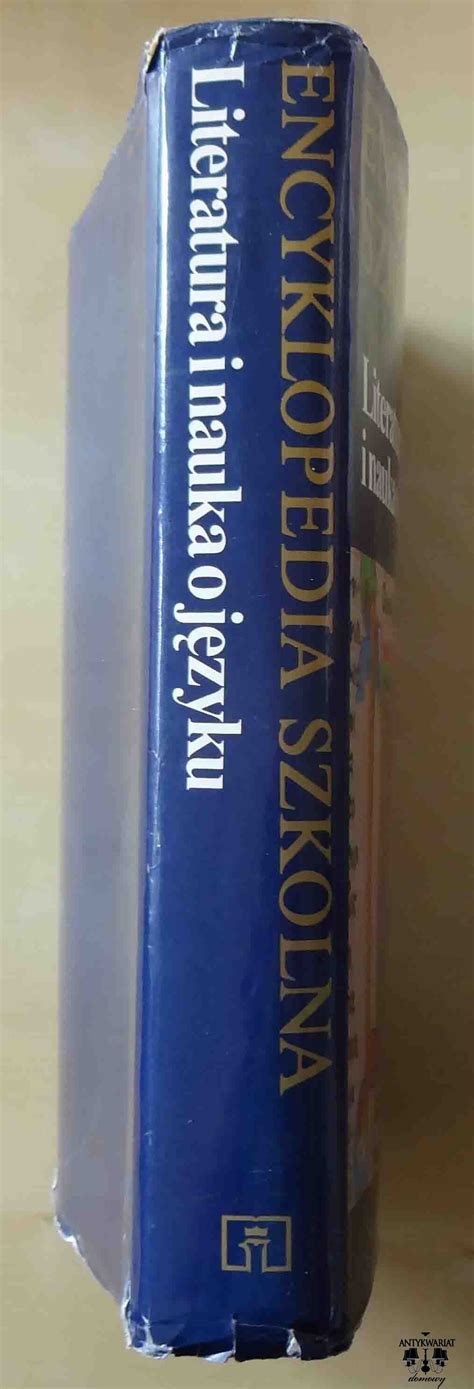 ENCYKLOPEDIA SZKOLNA
Literatura i nauka o języku
ANTYKWARIAT
domowy